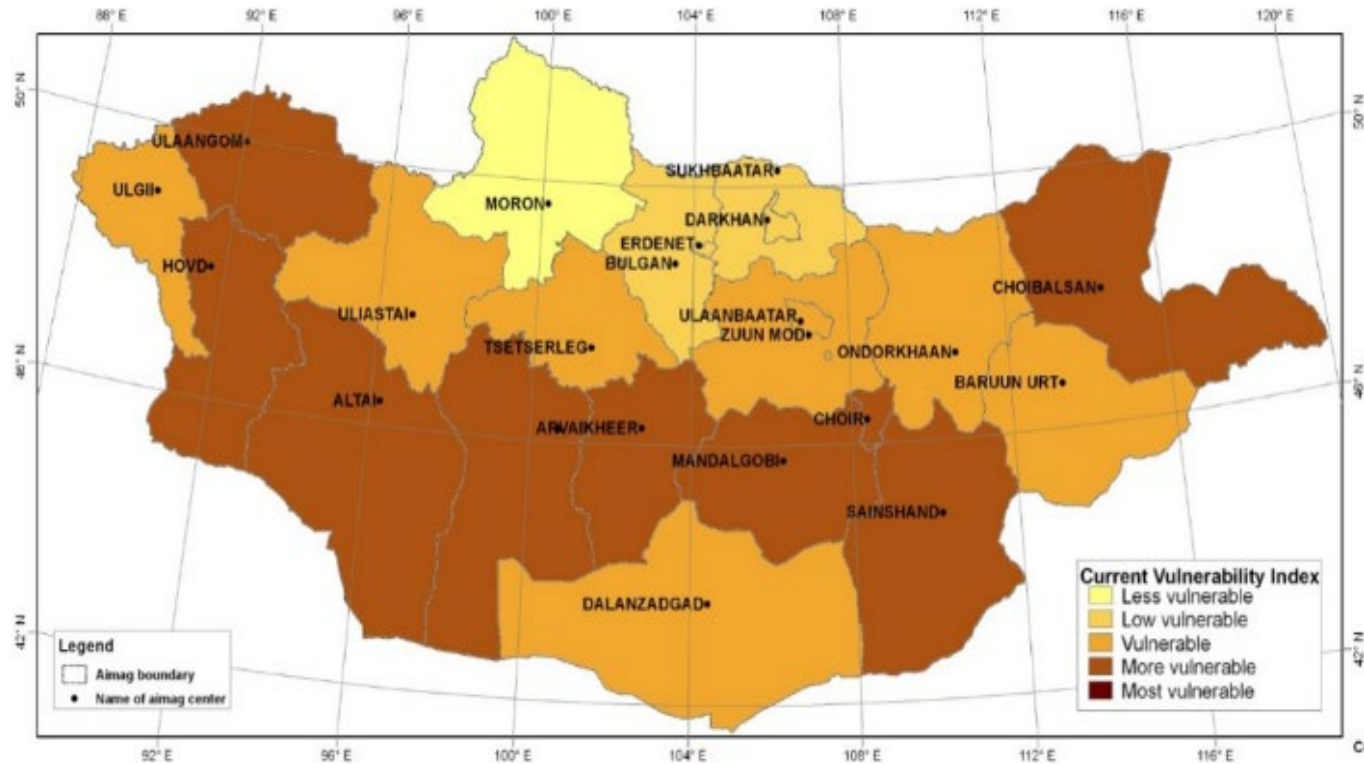 88° E 92° E 96° E 100° E 104° E 108° E 112° E 116° E 120° E
50° N
50° N
ULAANGOM
SUKHBAATAR
ULGII
MORON
DARKHAN
ERDENET
HOVD
BULGAN
CHOIBALSAN
ULIASTAI
ULAANBAATAR
ZUUN MOD
TSETSERLEG
ONDORKHAAN
46° N
BARUUN URT
46° N
ALTAI
CHOIR
ARVAIKHEER
MANDALGOBI
SAINSHAND
Current Vulnerability Index
Less vulnerable
DALANZADGAD
Low vulnerable
42° N
Vulnerable
42° N
Legend
More vulnerable
Aimag boundary
Most vulnerable
Name of aimag center
92° E 96° E 100° E 104° E 108° E 112° E 116° E